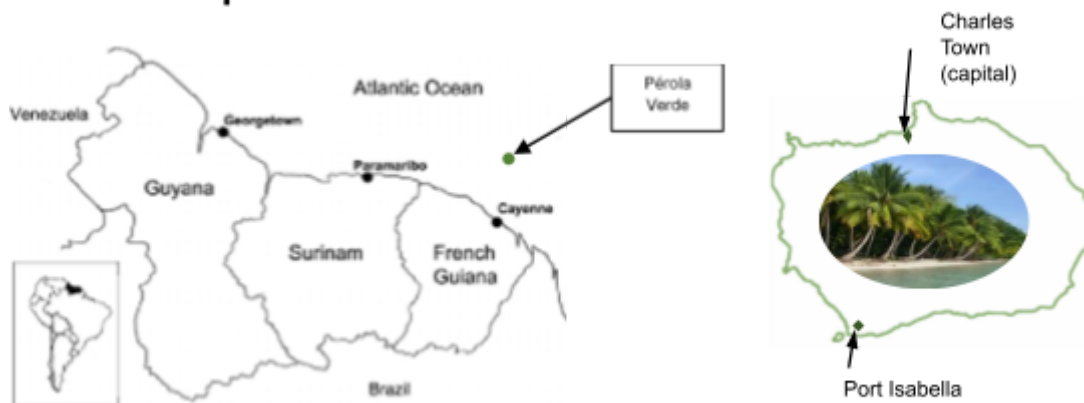 Atlantic Ocean
Pérola
Verde
Venezuela
Georgetown
Paramaribo
Guyana
Cayenne
Surinam
French
Guiana
Brazil
Charles
Town
(capital)
Port Isabella